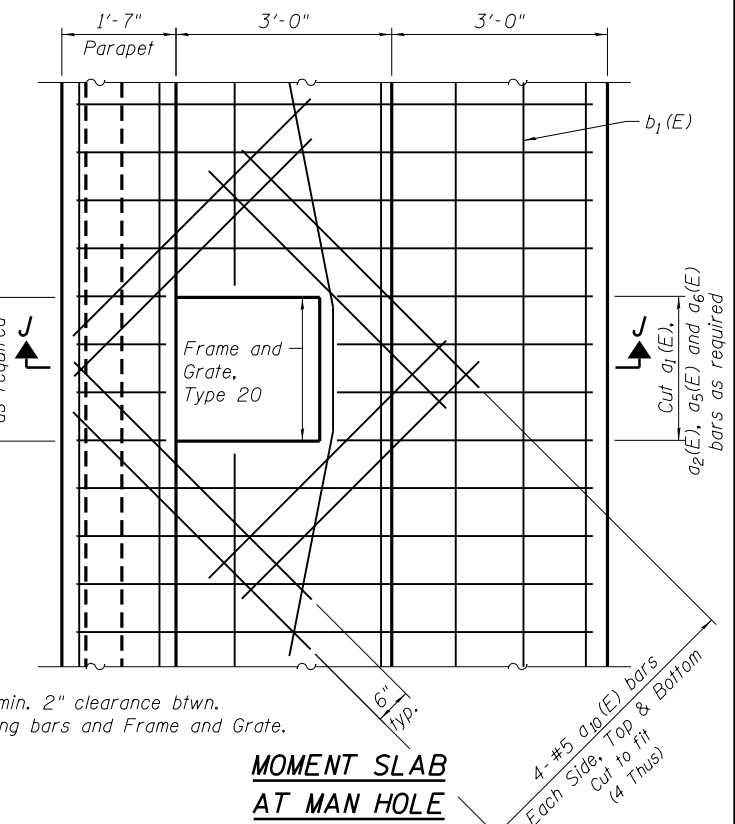 1'-7"
Parapet
3'-0"
3'-0"
b1(E)
as required
J
Frame and
Grate,
Type 20
J
Cut a1(E),
a2(E), a5(E) and a6(E)
bars as required
min. 2" clearance btwn.
bars and Frame and Grate.
6"
typ.
4- #5 a10(E) bars
Each Side, Top & Bottom
Cut to fit
(4 Thus)
MOMENT SLAB
AT MAN HOLE